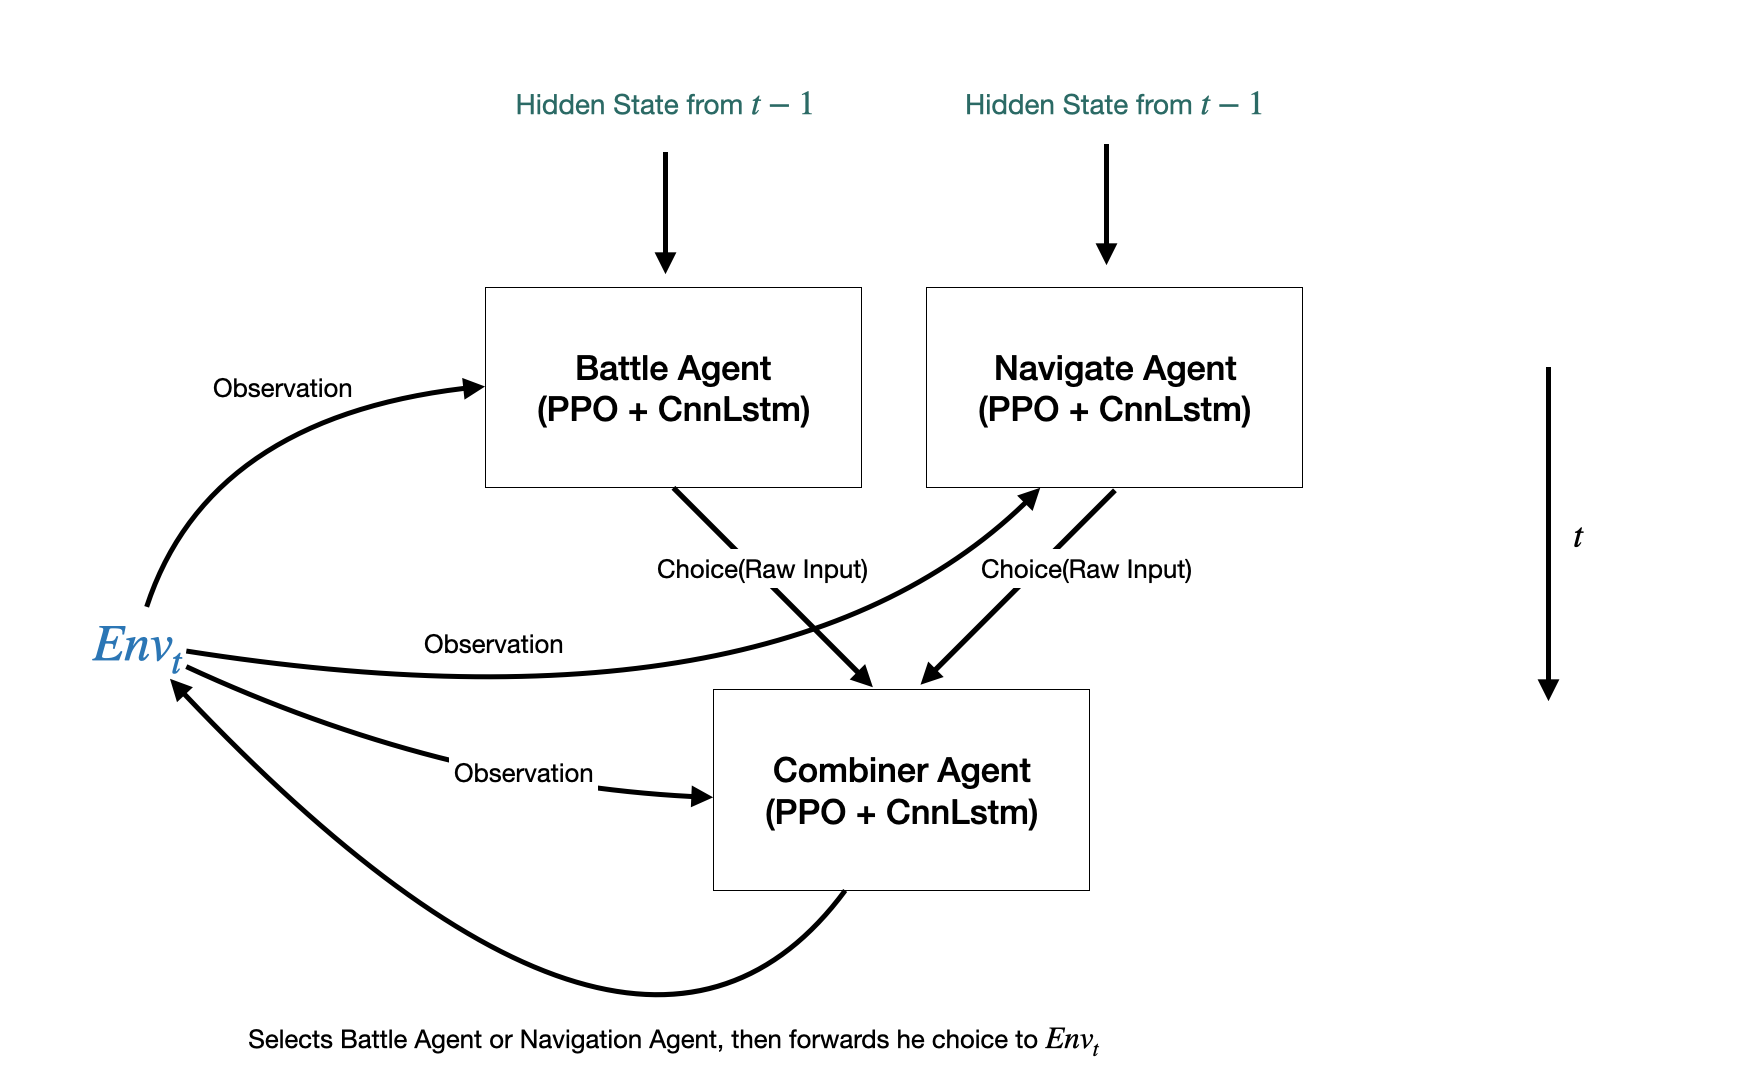 Hidden State from t − 1
Hidden State from t − 1
Battle Agent
(PPO + CnnLstm)
Navigate Agent
(PPO + CnnLstm)
Observation
t
Choice(Raw Input)
Choice(Raw Input)
Env_t
Observation
Observation
Combiner Agent
(PPO + CnnLstm)
Selects Battle Agent or Navigation Agent, then forwards he choice to Env_t